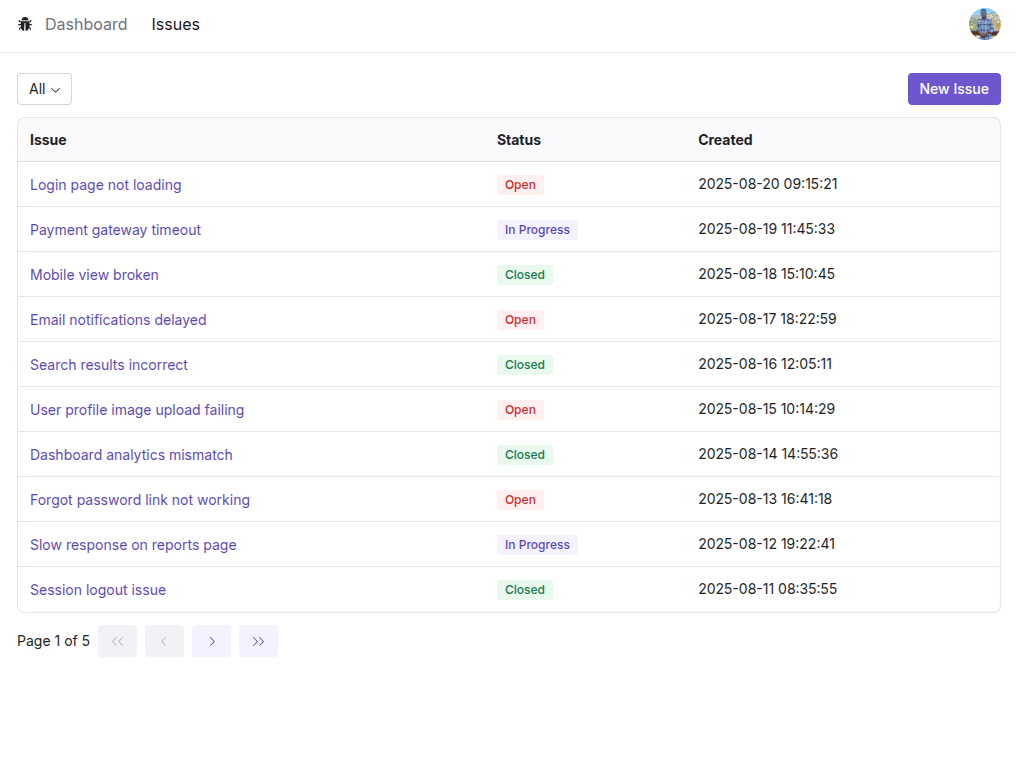 Dashboard Issues
All New Issue
Issue Status Created
Login page not loading Open 2025-08-20 09:15:21
Payment gateway timeout In Progress 2025-08-19 11:45:33
Mobile view broken Closed 2025-08-18 15:10:45
Email notifications delayed Open 2025-08-17 18:22:59
Search results incorrect Closed 2025-08-16 12:05:11
User profile image upload failing Open 2025-08-15 10:14:29
Dashboard analytics mismatch Closed 2025-08-14 14:55:36
Forgot password link not working Open 2025-08-13 16:41:18
Slow response on reports page In Progress 2025-08-12 19:22:41
Session logout issue Closed 2025-08-11 08:35:55
Page 1 of 5